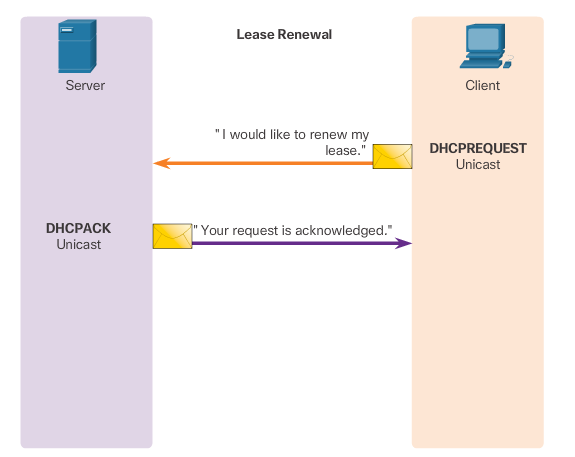 Lease Renewal
Server
Client
" I would like to renew my
lease."
DHCPREQUEST
Unicast
DHCPACK
Unicast
" Your request is acknowledged."